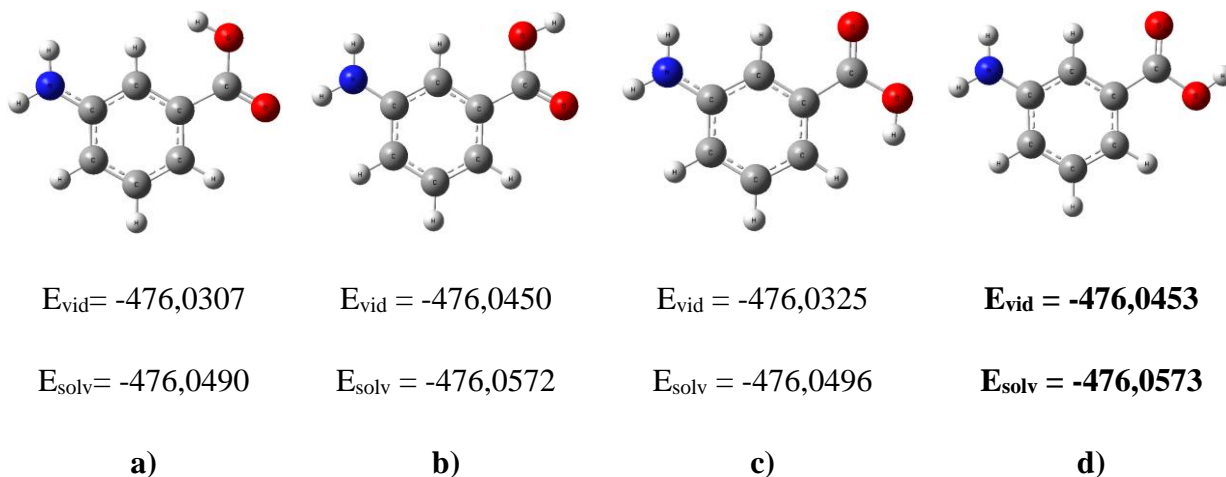 E_vid= -476,0307 E_vid = -476,0450 E_vid = -476,0325 E_vid = -476,0453
E_solv= -476,0490 E_solv = -476,0572 E_solv = -476,0496 E_solv = -476,0573
a) b) c) d)